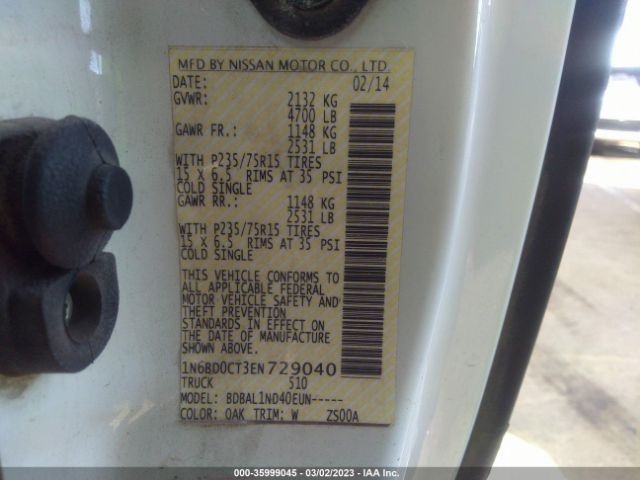 MFD BY NISSAN MOTOR CO., LTD.
DATE: 02/14
GVWR: 2132 KG
4700 LB
GAWR FR.: 1148 KG
2531 LB
WITH P235/75R15 TIRES
15 X 6.5 RIMS AT 35 PSI
COLD SINGLE
GAWR RR.: 1148 KG
2531 LB
WITH P235/75R15 TIRES
15 X 6.5 RIMS AT 35 PSI
COLD SINGLE
THIS VEHICLE CONFORMS TO
ALL APPLICABLE FEDERAL
MOTOR VEHICLE SAFETY AND
THEFT PREVENTION
STANDARDS IN EFFECT ON
THE DATE OF MANUFACTURE
SHOWN ABOVE.
1N6BD0CT3EN729040
TRUCK 510
MODEL: BDBAL1ND40EUN-----
COLOR: QAK TRIM: W ZS00A
000-35999045 - 03/02/2023 - IAA Inc.